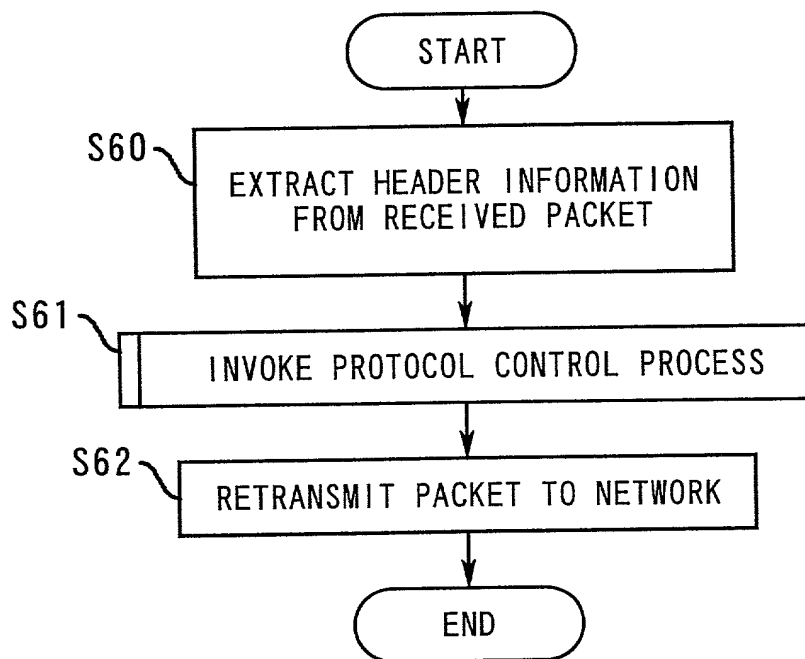 START
S60
EXTRACT HEADER INFORMATION
FROM RECEIVED PACKET
S61
INVOKE PROTOCOL CONTROL PROCESS
S62
RETRANSMIT PACKET TO NETWORK
END